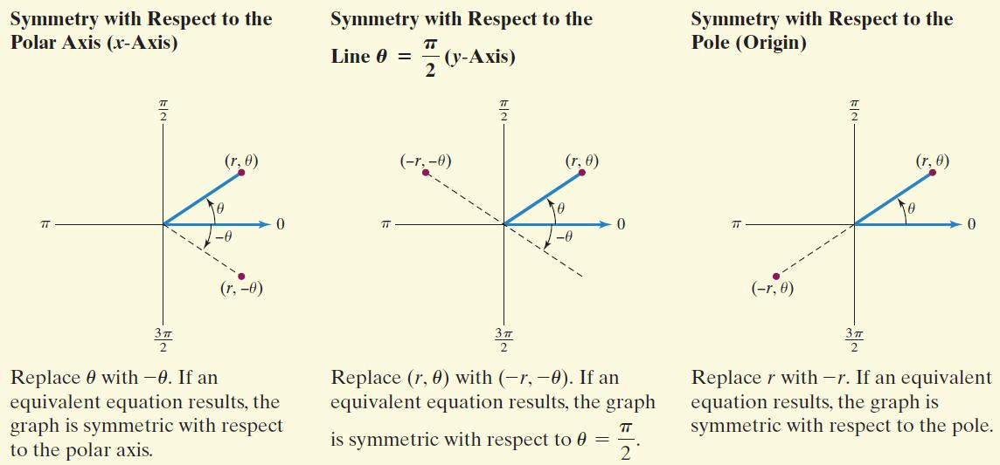 Symmetry with Respect to the
Polar Axis (x-Axis)
π/2
(r, θ)
θ
π
0
−θ
(r, −θ)
3π/2
Replace θ with −θ. If an
equivalent equation results, the
graph is symmetric with respect
to the polar axis.
Symmetry with Respect to the
Line θ = π/2 (y-Axis)
π/2
(−r, −θ)
(r, θ)
θ
π
0
−θ
3π/2
Replace (r, θ) with (−r, −θ). If an
equivalent equation results, the graph
is symmetric with respect to θ = π/2.
Symmetry with Respect to the
Pole (Origin)
π/2
(r, θ)
θ
π
0
(−r, θ)
3π/2
Replace r with −r. If an equivalent
equation results, the graph is
symmetric with respect to the pole.